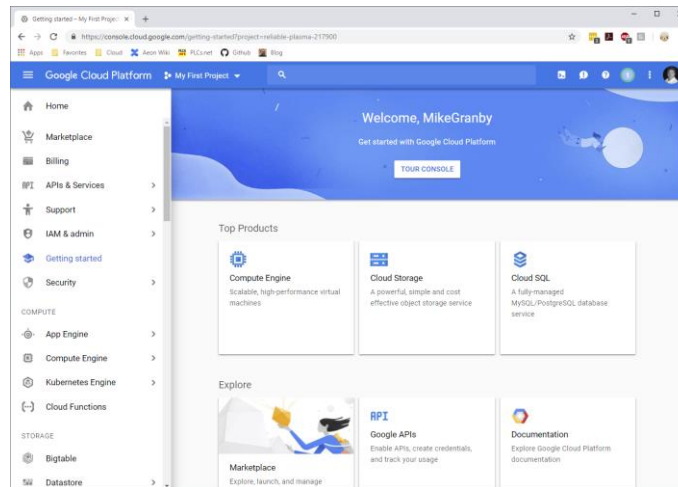 Getting started – My First Projec
https://console.cloud.google.com/getting-started?project=reliable-plasma-217900
Apps Favorites Cloud Aeon Wiki PLCs.net Github Blog
Google Cloud Platform My First Project
Home
Marketplace
Billing
API APIs & Services
Support
IAM & admin
Getting started
Security
COMPUTE
App Engine
Compute Engine
Kubernetes Engine
Cloud Functions
STORAGE
Bigtable
Datastore
Welcome, MikeGranby
Get started with Google Cloud Platform
TOUR CONSOLE
Top Products
Compute Engine
Scalable, high-performance virtual
machines
Cloud Storage
A powerful, simple and cost
effective object storage service
Cloud SQL
A fully-managed
MySQL/PostgreSQL database
service
Explore
Marketplace
Explore, launch, and manage
API
Google APIs
Enable APIs, create credentials,
and track your usage
Documentation
Explore Google Cloud Platform
documentation